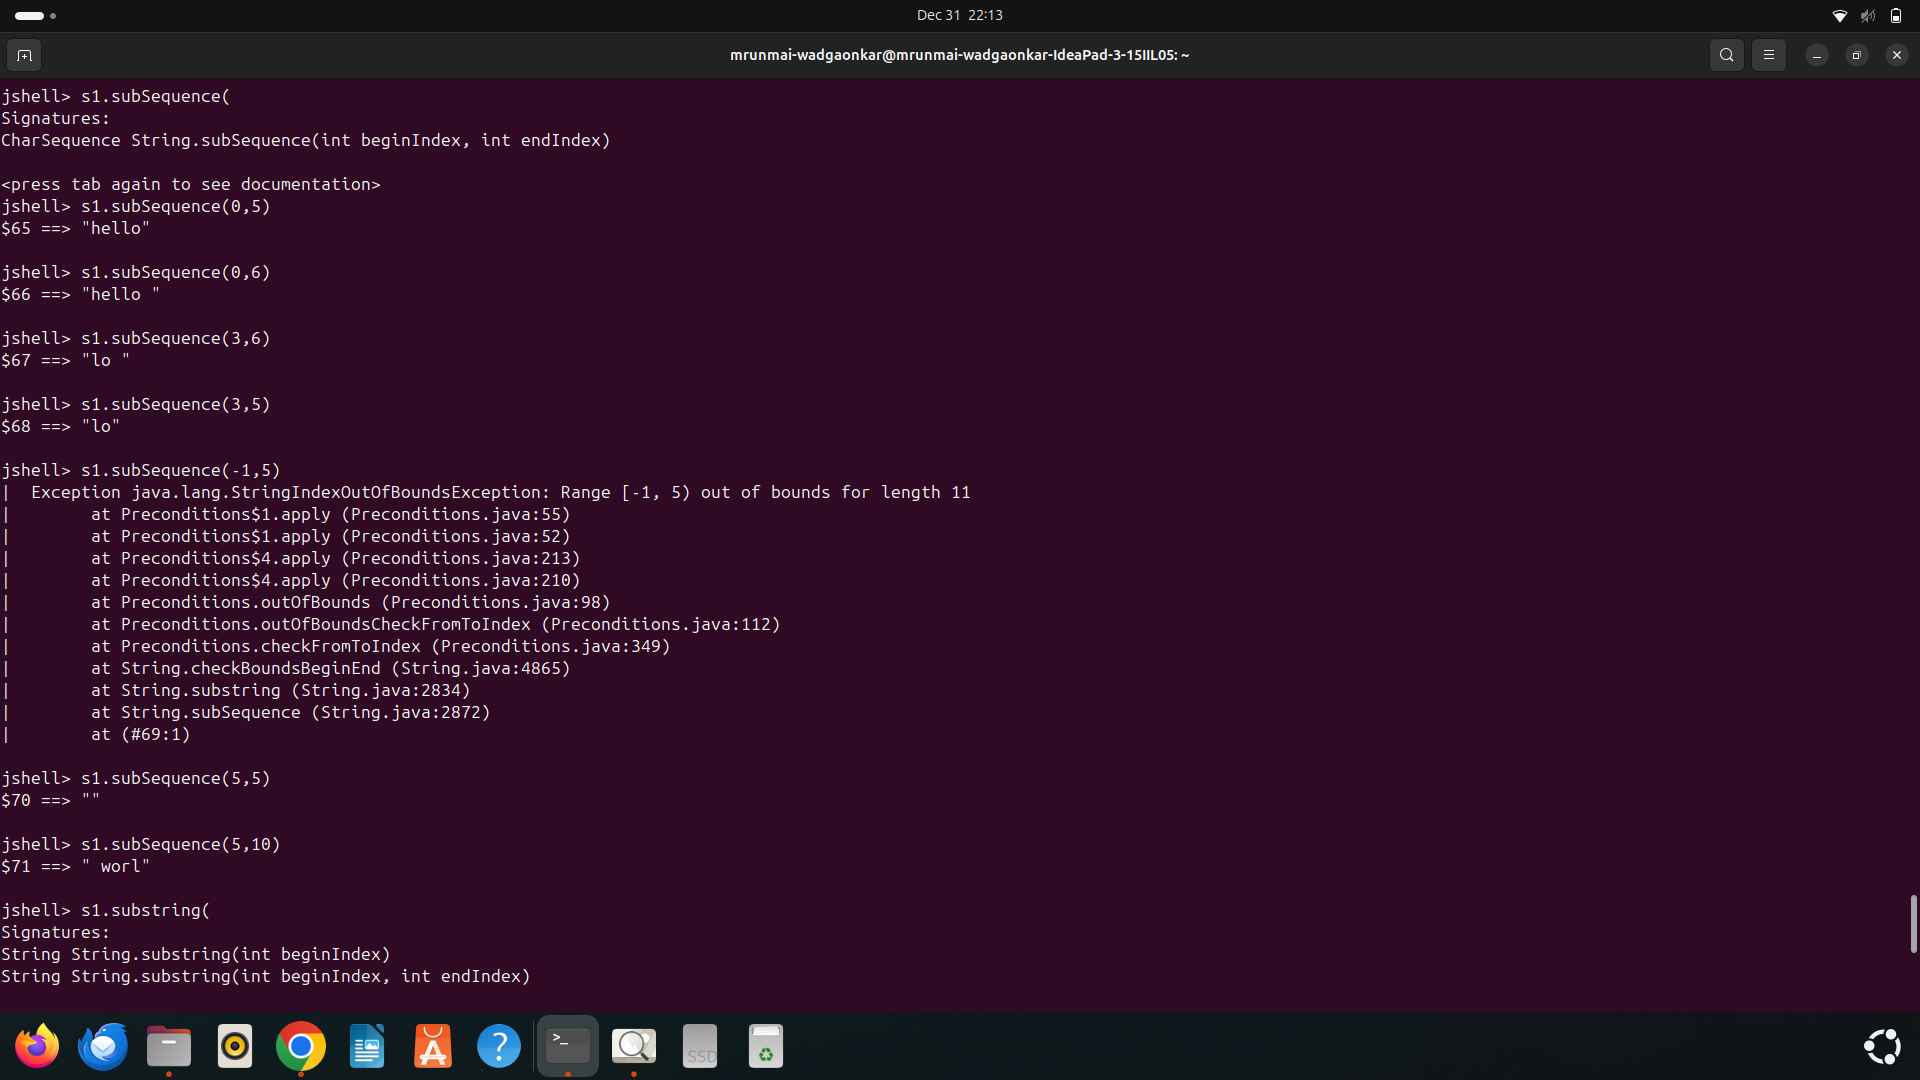 Dec 31 22:13
mrunmai-wadgaonkar@mrunmai-wadgaonkar-IdeaPad-3-15IIL05: ~
jshell> s1.subSequence(
Signatures:
CharSequence String.subSequence(int beginIndex, int endIndex)
<press tab again to see documentation>
jshell> s1.subSequence(0,5)
$65 ==> "hello"
jshell> s1.subSequence(0,6)
$66 ==> "hello "
jshell> s1.subSequence(3,6)
$67 ==> "lo "
jshell> s1.subSequence(3,5)
$68 ==> "lo"
jshell> s1.subSequence(-1,5)
|  Exception java.lang.StringIndexOutOfBoundsException: Range [-1, 5) out of bounds for length 11
|        at Preconditions$1.apply (Preconditions.java:55)
|        at Preconditions$1.apply (Preconditions.java:52)
|        at Preconditions$4.apply (Preconditions.java:213)
|        at Preconditions$4.apply (Preconditions.java:210)
|        at Preconditions.outOfBounds (Preconditions.java:98)
|        at Preconditions.outOfBoundsCheckFromToIndex (Preconditions.java:112)
|        at Preconditions.checkFromToIndex (Preconditions.java:349)
|        at String.checkBoundsBeginEnd (String.java:4865)
|        at String.substring (String.java:2834)
|        at String.subSequence (String.java:2872)
|        at (#69:1)
jshell> s1.subSequence(5,5)
$70 ==> ""
jshell> s1.subSequence(5,10)
$71 ==> " worl"
jshell> s1.substring(
Signatures:
String String.substring(int beginIndex)
String String.substring(int beginIndex, int endIndex)
SSD